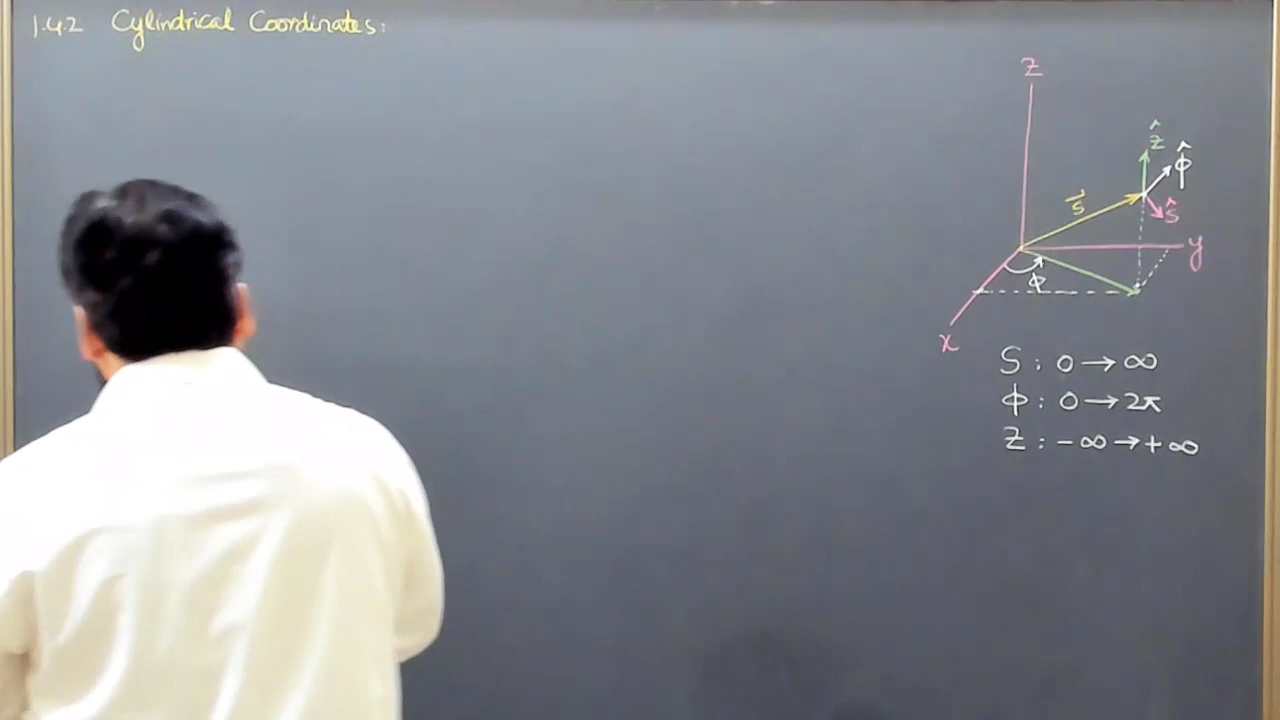 1.4.2 Cylindrical Coordinates:
z
ẑ
ϕ̂
s⃗
ŝ
y
ϕ
x
S : 0 → ∞
ϕ : 0 → 2π
Z : -∞ → +∞